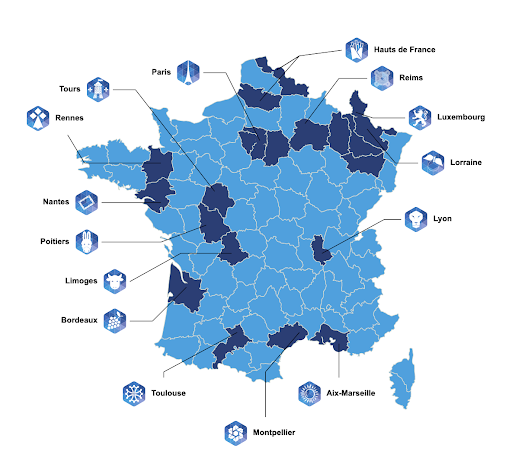 Hauts de France
Paris
Reims
Tours
Luxembourg
Rennes
Lorraine
Nantes
Lyon
Poitiers
Limoges
Bordeaux
Toulouse
Aix-Marseille
Montpellier